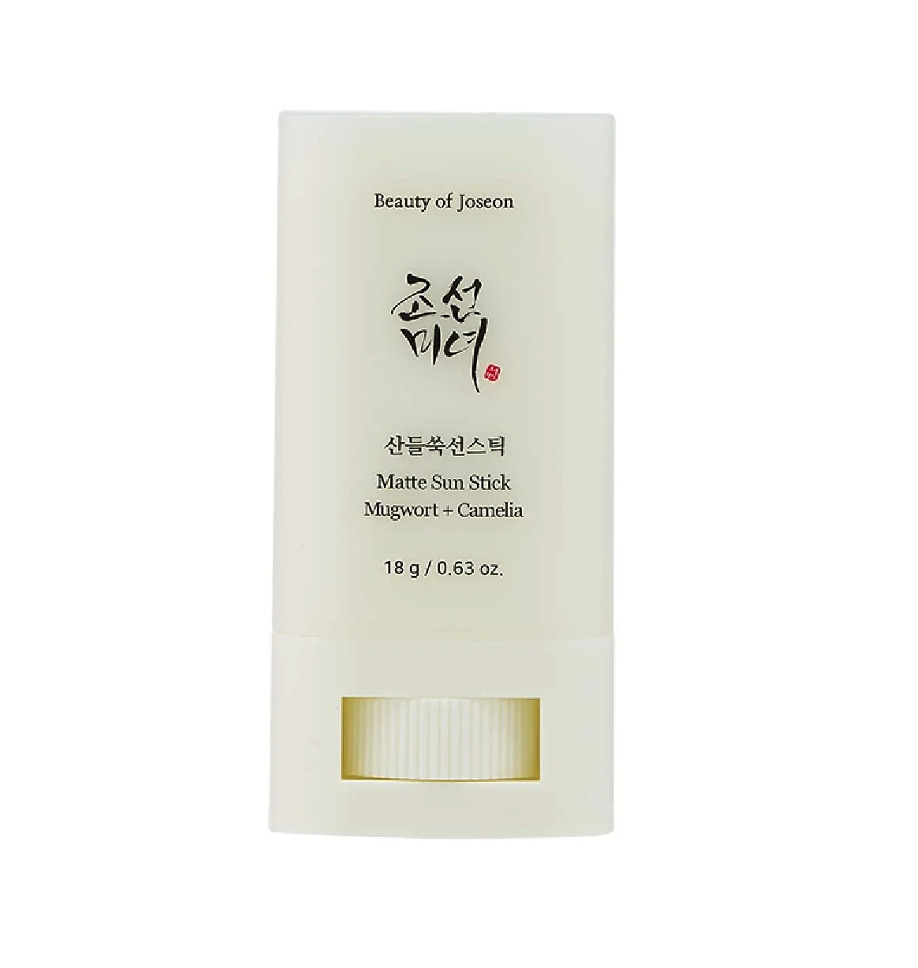 Beauty of Joseon
조선
미녀
산들쑥선스틱
Matte Sun Stick
Mugwort + Camelia
18 g / 0.63 oz.